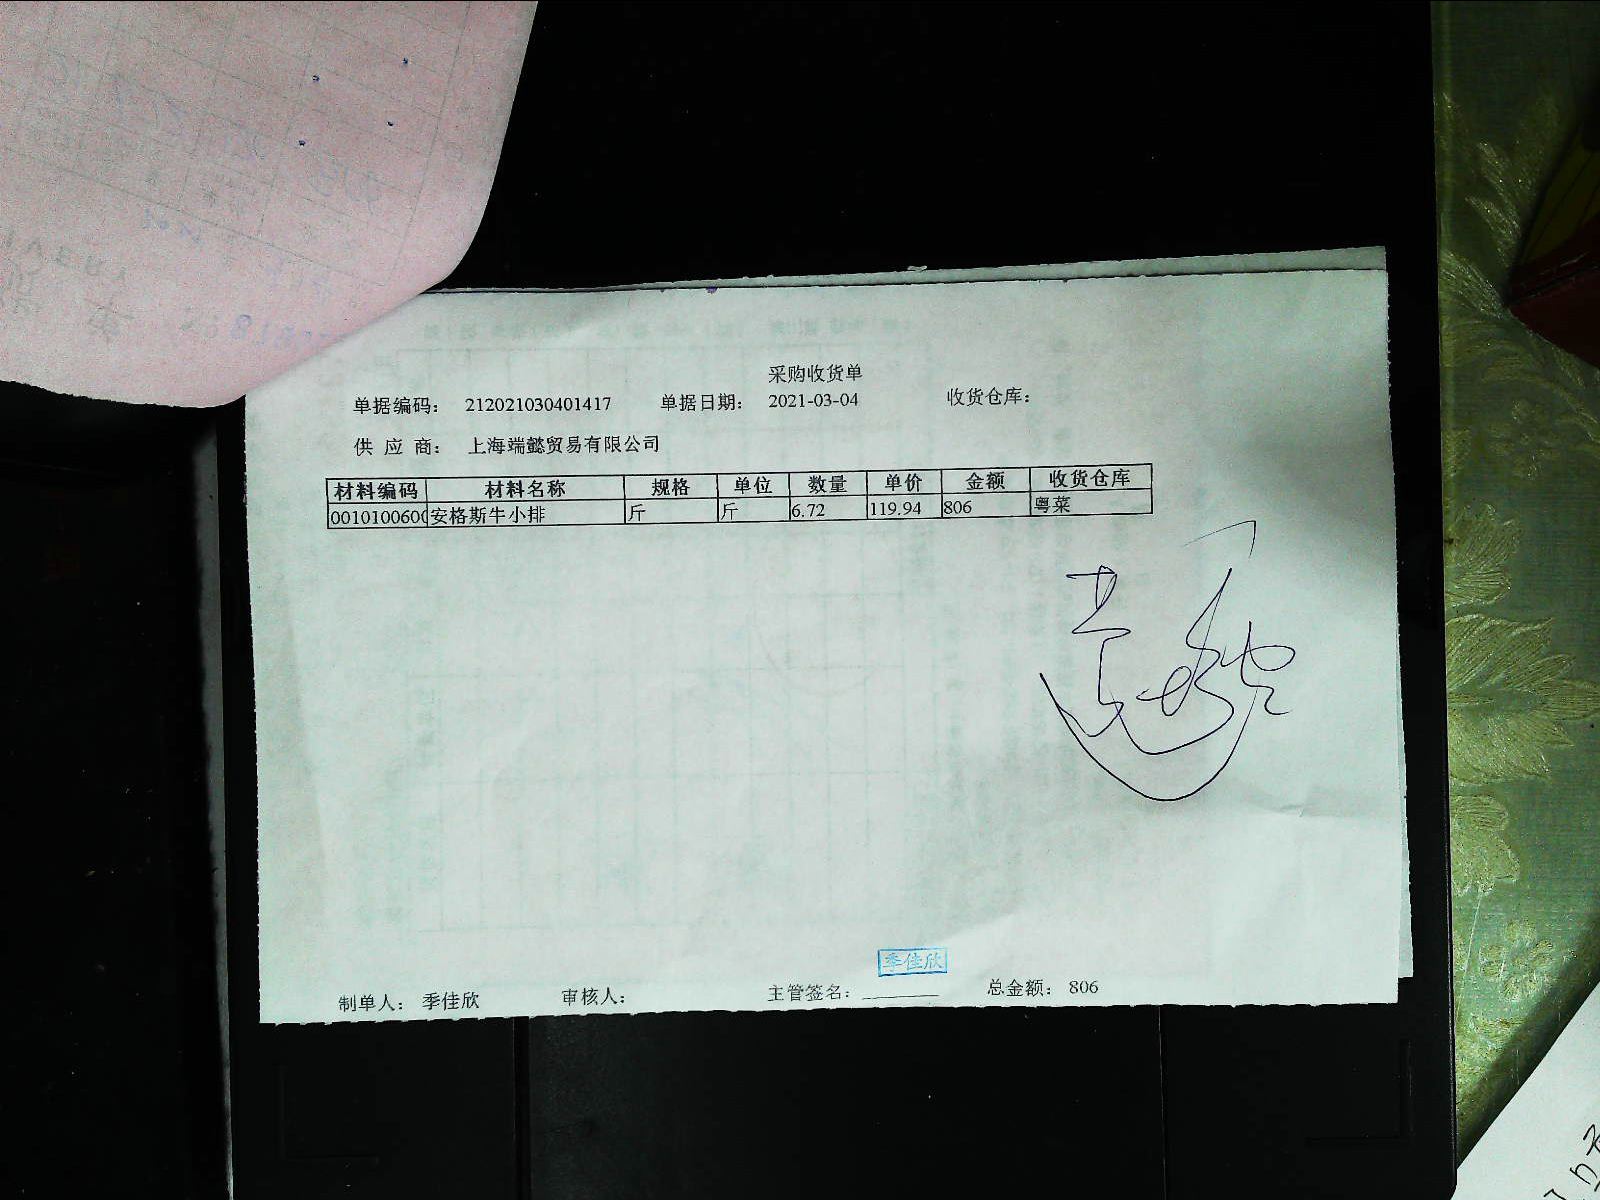 采购收货单
单据编码： 212021030401417 单据日期： 2021-03-04 收货仓库：
供 应 商： 上海端懿贸易有限公司
材料编码 材料名称 规格 单位 数量 单价 金额 收货仓库
0010100600 安格斯牛小排 斤 斤 6.72 119.94 806 粤菜
季佳欣
制单人： 季佳欣 审核人： 主管签名： 总金额： 806